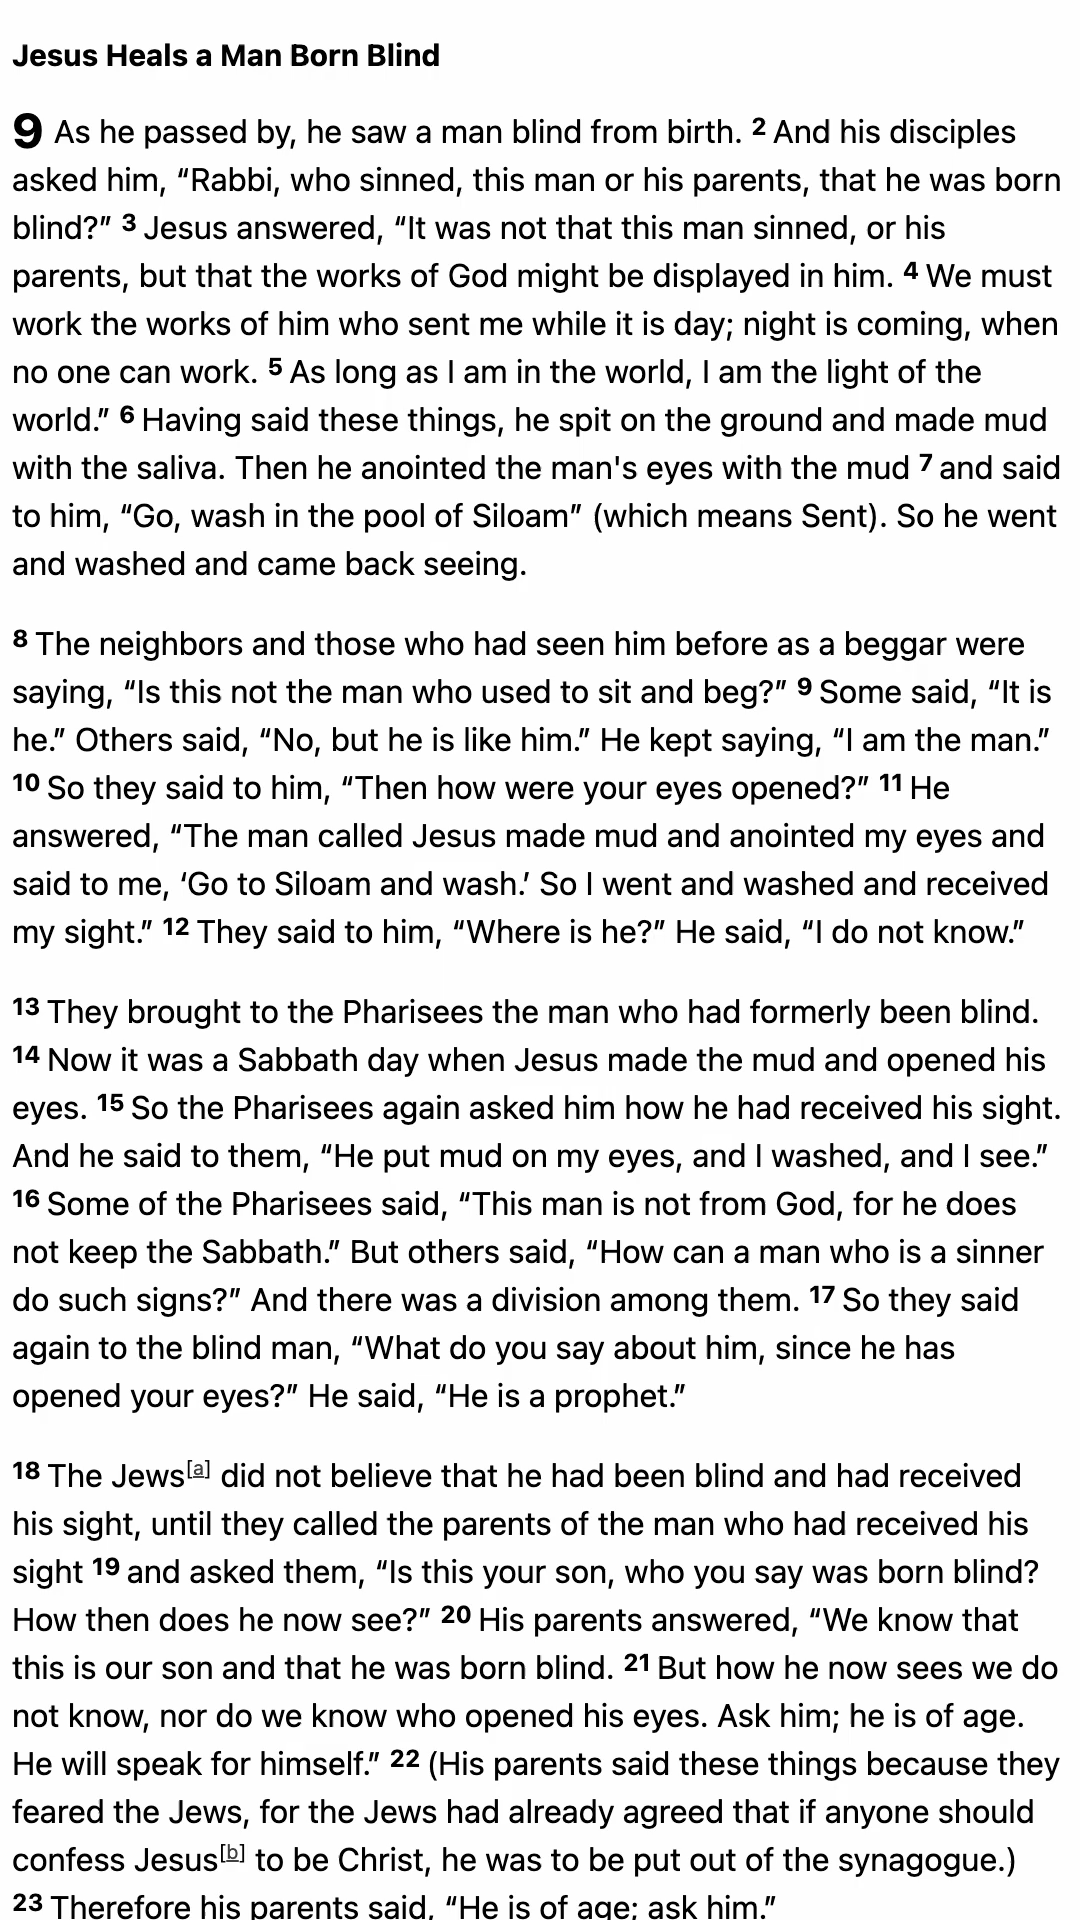 Jesus Heals a Man Born Blind
9 As he passed by, he saw a man blind from birth. 2 And his disciples
asked him, “Rabbi, who sinned, this man or his parents, that he was born
blind?” 3 Jesus answered, “It was not that this man sinned, or his
parents, but that the works of God might be displayed in him. 4 We must
work the works of him who sent me while it is day; night is coming, when
no one can work. 5 As long as I am in the world, I am the light of the
world.” 6 Having said these things, he spit on the ground and made mud
with the saliva. Then he anointed the man's eyes with the mud 7 and said
to him, “Go, wash in the pool of Siloam” (which means Sent). So he went
and washed and came back seeing.
8 The neighbors and those who had seen him before as a beggar were
saying, “Is this not the man who used to sit and beg?” 9 Some said, “It is
he.” Others said, “No, but he is like him.” He kept saying, “I am the man.”
10 So they said to him, “Then how were your eyes opened?” 11 He
answered, “The man called Jesus made mud and anointed my eyes and
said to me, ‘Go to Siloam and wash.’ So I went and washed and received
my sight.” 12 They said to him, “Where is he?” He said, “I do not know.”
13 They brought to the Pharisees the man who had formerly been blind.
14 Now it was a Sabbath day when Jesus made the mud and opened his
eyes. 15 So the Pharisees again asked him how he had received his sight.
And he said to them, “He put mud on my eyes, and I washed, and I see.”
16 Some of the Pharisees said, “This man is not from God, for he does
not keep the Sabbath.” But others said, “How can a man who is a sinner
do such signs?” And there was a division among them. 17 So they said
again to the blind man, “What do you say about him, since he has
opened your eyes?” He said, “He is a prophet.”
18 The Jews[a] did not believe that he had been blind and had received
his sight, until they called the parents of the man who had received his
sight 19 and asked them, “Is this your son, who you say was born blind?
How then does he now see?” 20 His parents answered, “We know that
this is our son and that he was born blind. 21 But how he now sees we do
not know, nor do we know who opened his eyes. Ask him; he is of age.
He will speak for himself.” 22 (His parents said these things because they
feared the Jews, for the Jews had already agreed that if anyone should
confess Jesus[b] to be Christ, he was to be put out of the synagogue.)
23 Therefore his parents said, “He is of age; ask him.”